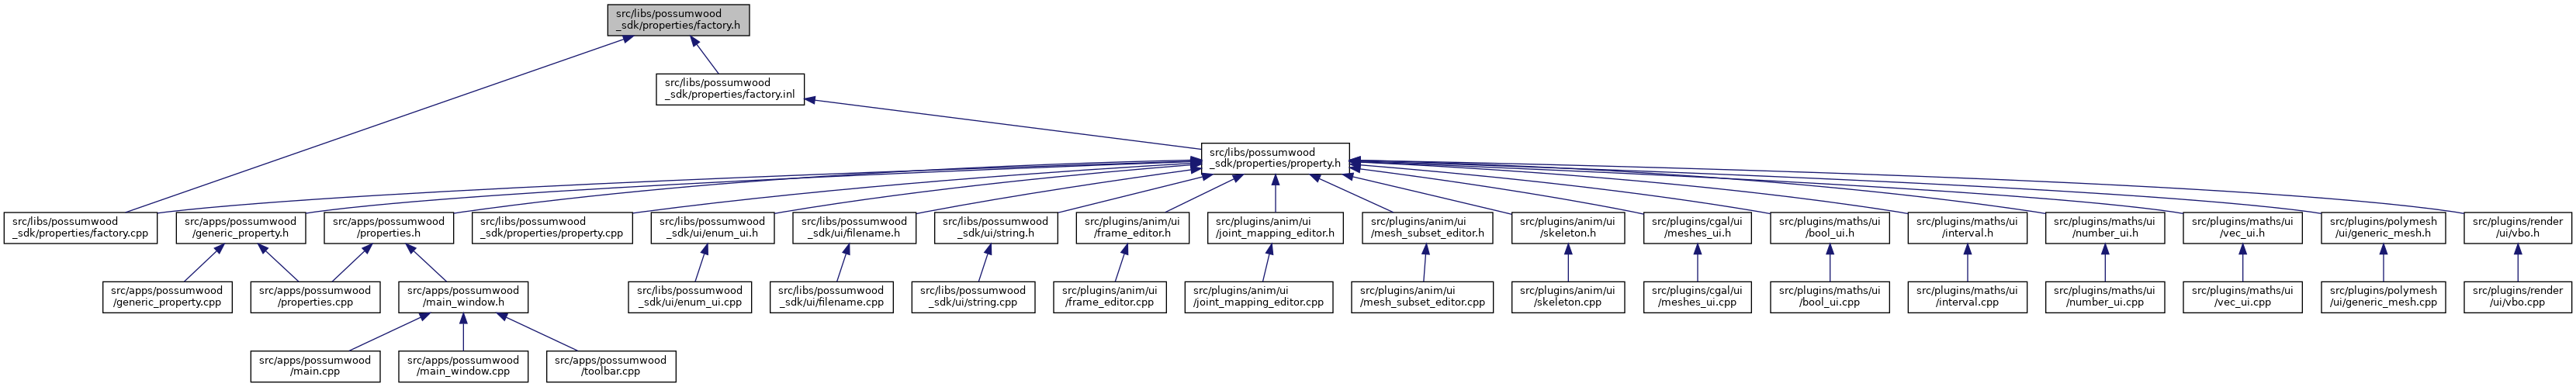 src/libs/possumwood
_sdk/properties/factory.h
src/libs/possumwood
_sdk/properties/factory.inl
src/libs/possumwood
_sdk/properties/property.h
src/libs/possumwood
_sdk/properties/factory.cpp
src/apps/possumwood
/generic_property.h
src/apps/possumwood
/properties.h
src/libs/possumwood
_sdk/properties/property.cpp
src/libs/possumwood
_sdk/ui/enum_ui.h
src/libs/possumwood
_sdk/ui/filename.h
src/libs/possumwood
_sdk/ui/string.h
src/plugins/anim/ui
/frame_editor.h
src/plugins/anim/ui
/joint_mapping_editor.h
src/plugins/anim/ui
/mesh_subset_editor.h
src/plugins/anim/ui
/skeleton.h
src/plugins/cgal/ui
/meshes_ui.h
src/plugins/maths/ui
/bool_ui.h
src/plugins/maths/ui
/interval.h
src/plugins/maths/ui
/number_ui.h
src/plugins/maths/ui
/vec_ui.h
src/plugins/polymesh
/ui/generic_mesh.h
src/plugins/render
/ui/vbo.h
src/apps/possumwood
/generic_property.cpp
src/apps/possumwood
/properties.cpp
src/apps/possumwood
/main_window.h
src/libs/possumwood
_sdk/ui/enum_ui.cpp
src/libs/possumwood
_sdk/ui/filename.cpp
src/libs/possumwood
_sdk/ui/string.cpp
src/plugins/anim/ui
/frame_editor.cpp
src/plugins/anim/ui
/joint_mapping_editor.cpp
src/plugins/anim/ui
/mesh_subset_editor.cpp
src/plugins/anim/ui
/skeleton.cpp
src/plugins/cgal/ui
/meshes_ui.cpp
src/plugins/maths/ui
/bool_ui.cpp
src/plugins/maths/ui
/interval.cpp
src/plugins/maths/ui
/number_ui.cpp
src/plugins/maths/ui
/vec_ui.cpp
src/plugins/polymesh
/ui/generic_mesh.cpp
src/plugins/render
/ui/vbo.cpp
src/apps/possumwood
/main.cpp
src/apps/possumwood
/main_window.cpp
src/apps/possumwood
/toolbar.cpp